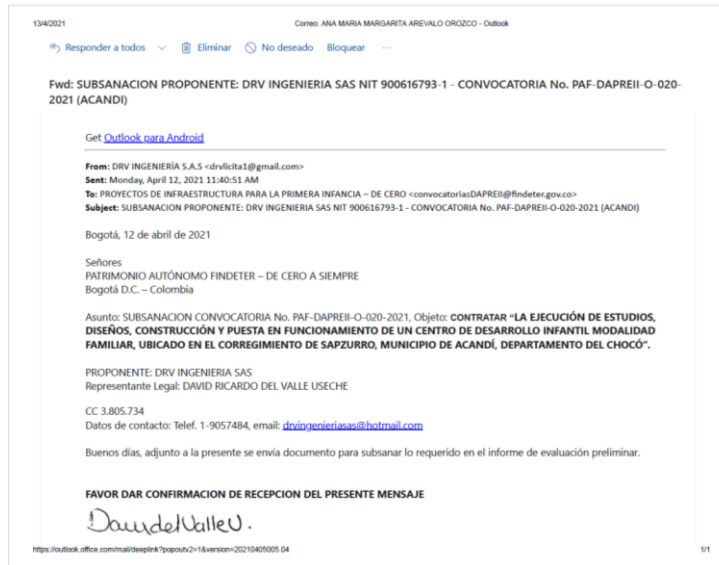 13/4/2021 Correo: ANA MARIA MARGARITA AREVALO OROZCO - Outlook
Responder a todos Eliminar No deseado Bloquear ...
Fwd: SUBSANACION PROPONENTE: DRV INGENIERIA SAS NIT 900616793-1 - CONVOCATORIA No. PAF-DAPREII-O-020-
2021 (ACANDI)
Get Outlook para Android
From: DRV INGENIERÍA S.A.S <drvlicita1@gmail.com>
Sent: Monday, April 12, 2021 11:40:51 AM
To: PROYECTOS DE INFRAESTRUCTURA PARA LA PRIMERA INFANCIA – DE CERO <convocatoriasDAPREII@findeter.gov.co>
Subject: SUBSANACION PROPONENTE: DRV INGENIERIA SAS NIT 900616793-1 - CONVOCATORIA No. PAF-DAPREII-O-020-2021 (ACANDI)
Bogotá, 12 de abril de 2021
Señores
PATRIMONIO AUTÓNOMO FINDETER – DE CERO A SIEMPRE
Bogotá D.C. – Colombia
Asunto: SUBSANACION CONVOCATORIA No. PAF-DAPREII-O-020-2021, Objeto: CONTRATAR "LA EJECUCIÓN DE ESTUDIOS,
DISEÑOS, CONSTRUCCIÓN Y PUESTA EN FUNCIONAMIENTO DE UN CENTRO DE DESARROLLO INFANTIL MODALIDAD
FAMILIAR, UBICADO EN EL CORREGIMIENTO DE SAPZURRO, MUNICIPIO DE ACANDÍ, DEPARTAMENTO DEL CHOCÓ".
PROPONENTE: DRV INGENIERIA SAS
Representante Legal: DAVID RICARDO DEL VALLE USECHE
CC 3.805.734
Datos de contacto: Telef. 1-9057484, email: drvingenieriasas@hotmail.com
Buenos días, adjunto a la presente se envía documento para subsanar lo requerido en el informe de evaluación preliminar.
FAVOR DAR CONFIRMACION DE RECEPCION DEL PRESENTE MENSAJE
DaviddelValleU.
https://outlook.office.com/mail/deeplink?popoutv2=1&version=20210405005.04 1/1